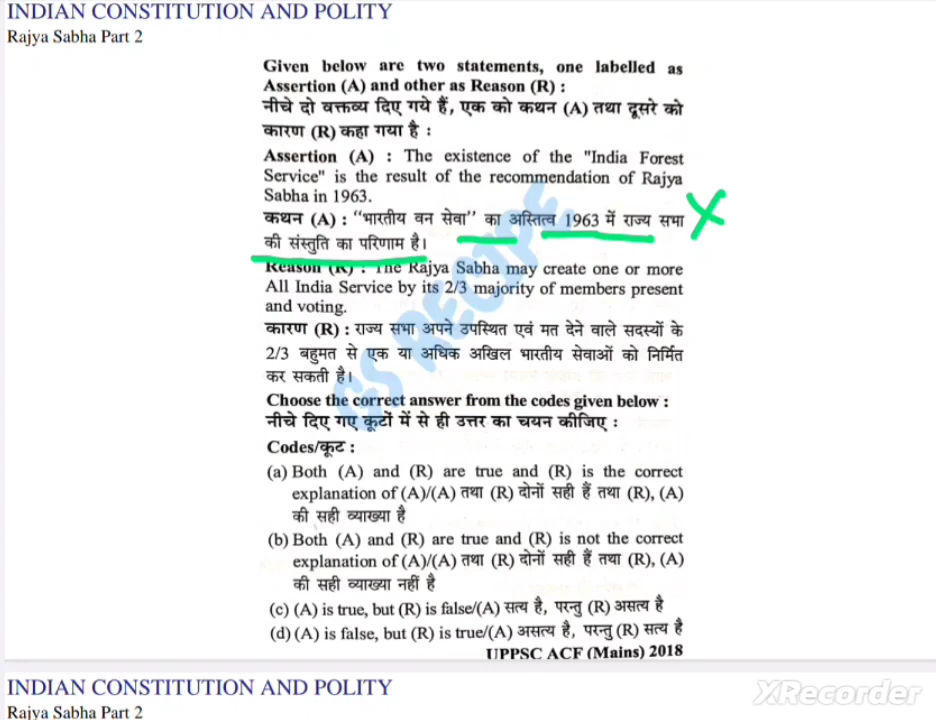 INDIAN CONSTITUTION AND POLITY
Rajya Sabha Part 2
Given below are two statements, one labelled as
Assertion (A) and other as Reason (R) :
नीचे दो वक्तव्य दिए गये हैं, एक को कथन (A) तथा दूसरे को
कारण (R) कहा गया है :
Assertion (A) : The existence of the "India Forest
Service" is the result of the recommendation of Rajya
Sabha in 1963.
कथन (A) : “भारतीय वन सेवा” का अस्तित्व 1963 में राज्य सभा
की संस्तुति का परिणाम है।
Reason (R) : The Rajya Sabha may create one or more
All India Service by its 2/3 majority of members present
and voting.
कारण (R) : राज्य सभा अपने उपस्थित एवं मत देने वाले सदस्यों के
2/3 बहुमत से एक या अधिक अखिल भारतीय सेवाओं को निर्मित
कर सकती है।
Choose the correct answer from the codes given below :
नीचे दिए गए कूटों में से ही उत्तर का चयन कीजिए :
Codes/कूट :
(a) Both (A) and (R) are true and (R) is the correct
explanation of (A)/(A) तथा (R) दोनों सही हैं तथा (R), (A)
की सही व्याख्या है
(b) Both (A) and (R) are true and (R) is not the correct
explanation of (A)/(A) तथा (R) दोनों सही हैं तथा (R), (A)
की सही व्याख्या नहीं है
(c) (A) is true, but (R) is false/(A) सत्य है, परन्तु (R) असत्य है
(d) (A) is false, but (R) is true/(A) असत्य है, परन्तु (R) सत्य है
UPPSC ACF (Mains) 2018
GS RECIPE
INDIAN CONSTITUTION AND POLITY
Rajya Sabha Part 2
XRecorder